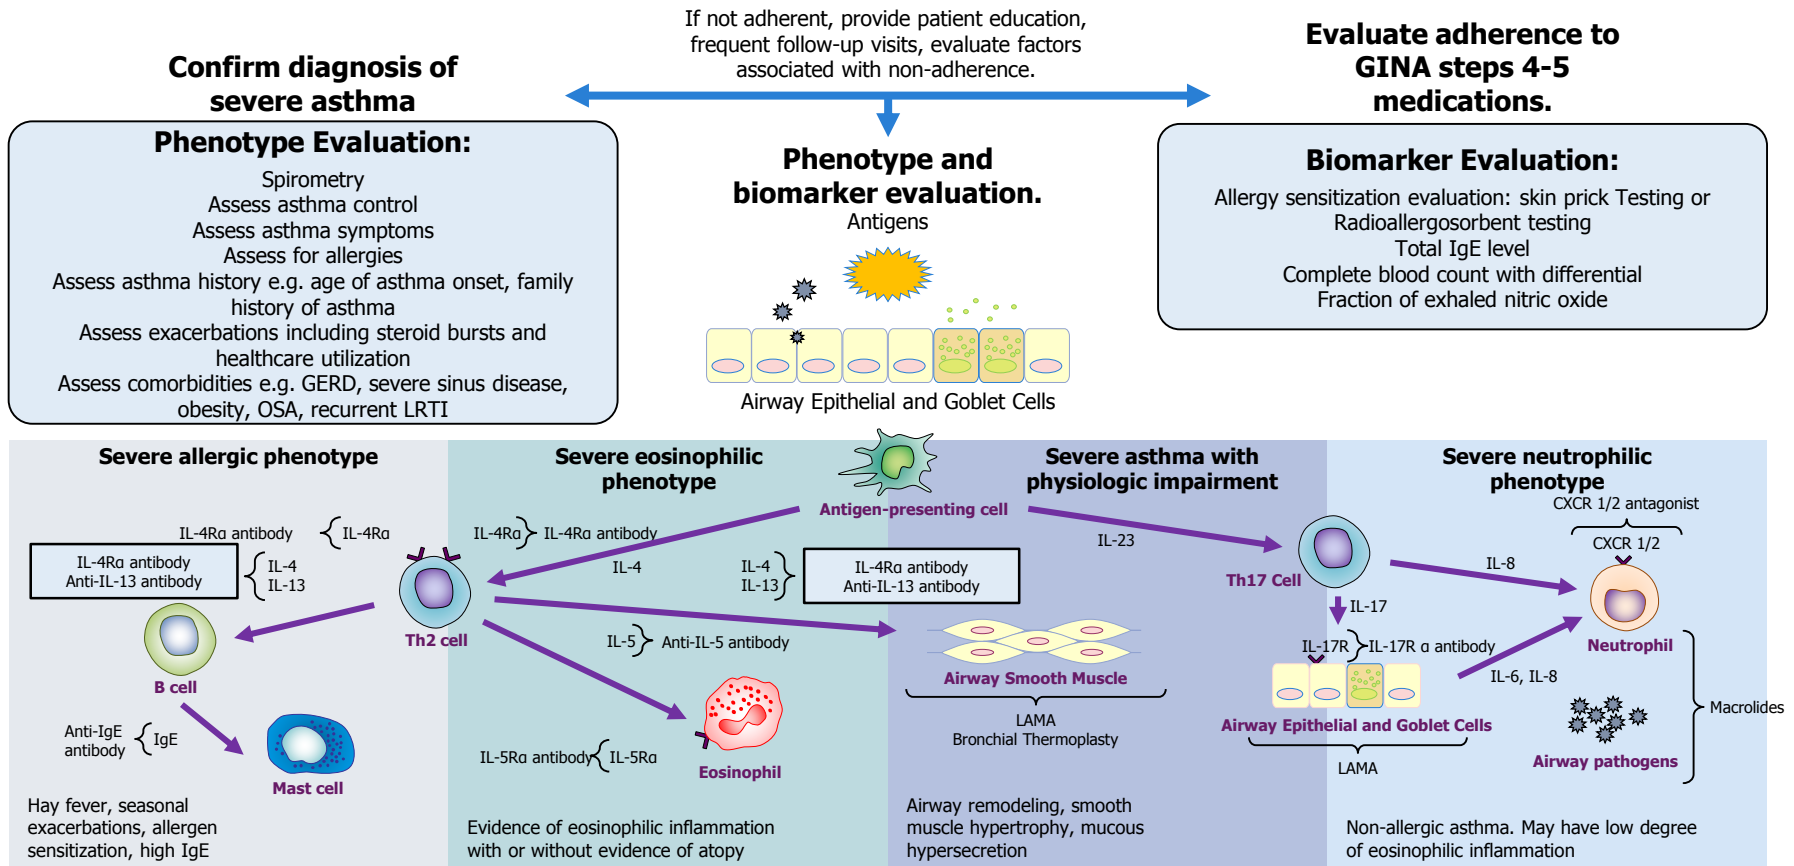 If not adherent, provide patient education,
frequent follow-up visits, evaluate factors
associated with non-adherence.
Confirm diagnosis of
severe asthma
Evaluate adherence to
GINA steps 4-5
medications.
Phenotype Evaluation:
Spirometry
Assess asthma control
Assess asthma symptoms
Assess for allergies
Assess asthma history e.g. age of asthma onset, family
history of asthma
Assess exacerbations including steroid bursts and
healthcare utilization
Assess comorbidities e.g. GERD, severe sinus disease,
obesity, OSA, recurrent LRTI
Phenotype and
biomarker evaluation.
Antigens
Airway Epithelial and Goblet Cells
Biomarker Evaluation:
Allergy sensitization evaluation: skin prick Testing or
Radioallergosorbent testing
Total IgE level
Complete blood count with differential
Fraction of exhaled nitric oxide
Severe allergic phenotype
IL-4Rα antibody
IL-4Rα
IL-4Rα antibody
Anti-IL-13 antibody
IL-4
IL-13
B cell
Th2 cell
Anti-IgE
antibody
IgE
Mast cell
Hay fever, seasonal
exacerbations, allergen
sensitization, high IgE
Severe eosinophilic
phenotype
Antigen-presenting cell
IL-4Rα
IL-4Rα antibody
IL-4
IL-4
IL-13
IL-4Rα antibody
Anti-IL-13 antibody
IL-5
Anti-IL-5 antibody
IL-5Rα antibody
IL-5Rα
Eosinophil
Evidence of eosinophilic inflammation
with or without evidence of atopy
Severe asthma with
physiologic impairment
IL-23
Th17 Cell
Airway Smooth Muscle
LAMA
Bronchial Thermoplasty
Airway remodeling, smooth
muscle hypertrophy, mucous
hypersecretion
Severe neutrophilic
phenotype
CXCR 1/2 antagonist
CXCR 1/2
IL-8
IL-17
IL-17R
IL-17R α antibody
Neutrophil
IL-6, IL-8
Airway Epithelial and Goblet Cells
LAMA
Macrolides
Airway pathogens
Non-allergic asthma. May have low degree
of eosinophilic inflammation